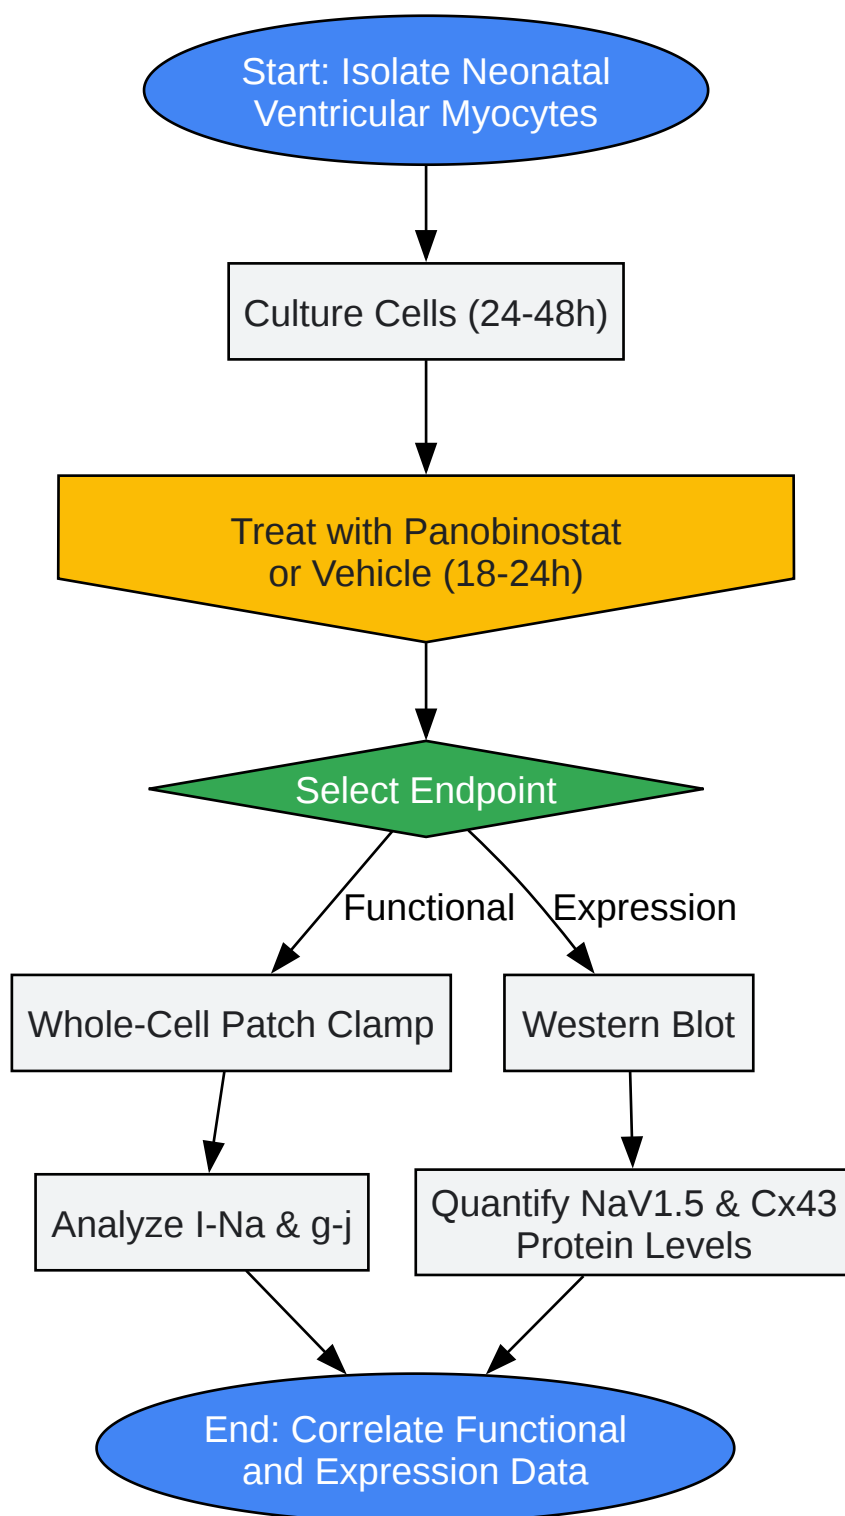 Start: Isolate Neonatal
Ventricular Myocytes
Culture Cells (24-48h)
Treat with Panobinostat
or Vehicle (18-24h)
Select Endpoint
Functional
Expression
Whole-Cell Patch Clamp
Western Blot
Analyze I-Na & g-j
Quantify NaV1.5 & Cx43
Protein Levels
End: Correlate Functional
and Expression Data